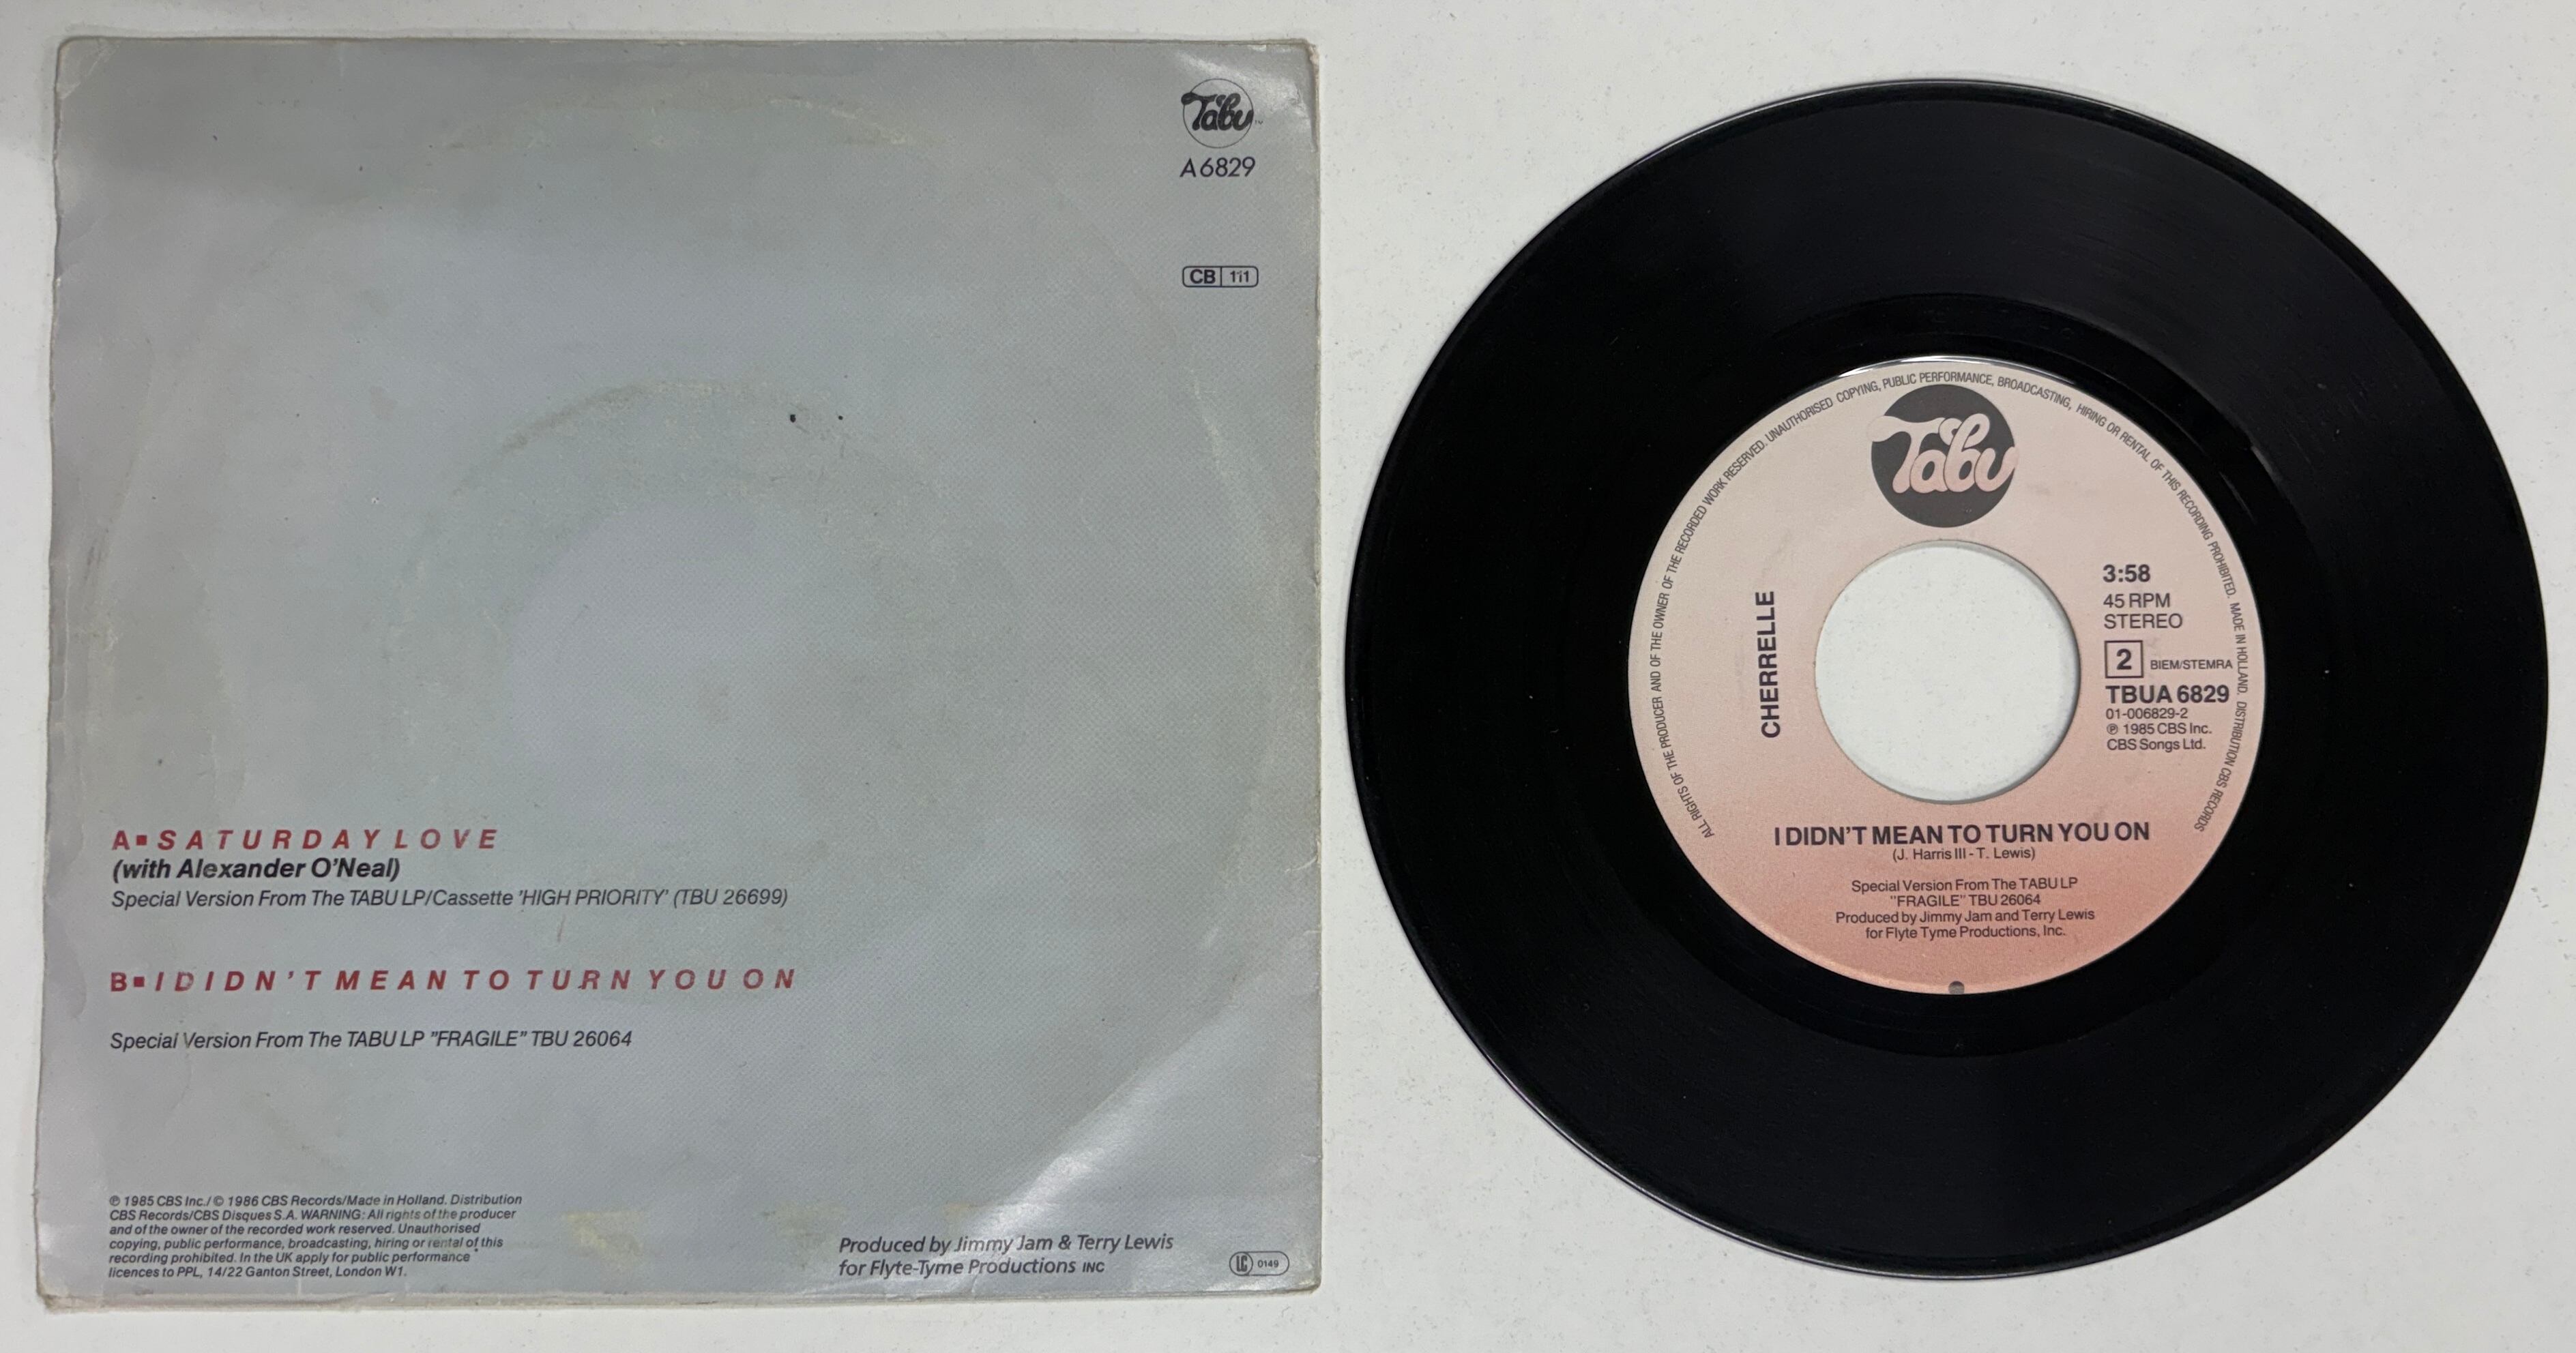 Tabu
A6829
CB 111
A▪SATURDAY LOVE
(with Alexander O'Neal)
Special Version From The TABU LP/Cassette 'HIGH PRIORITY' (TBU 26699)
B▪I DIDN'T MEAN TO TURN YOU ON
Special Version From The TABU LP "FRAGILE" TBU 26064
℗ 1985 CBS Inc./© 1986 CBS Records/Made in Holland. Distribution
CBS Records/CBS Disques S.A. WARNING: All rights of the producer
and of the owner of the recorded work reserved. Unauthorised
copying, public performance, broadcasting, hiring or rental of this
recording prohibited. In the UK apply for public performance
licences to PPL, 14/22 Ganton Street, London W1.
Produced by Jimmy Jam & Terry Lewis
for Flyte-Tyme Productions INC
LC 0149
ALL RIGHTS OF THE PRODUCER AND OF THE OWNER OF THE RECORDED WORK RESERVED. UNAUTHORISED COPYING, PUBLIC PERFORMANCE, BROADCASTING, HIRING OR RENTAL OF THIS RECORDING PROHIBITED. MADE IN HOLLAND. DISTRIBUTION CBS RECORDS
Tabu
CHERRELLE
3:58
45 RPM
STEREO
2 BIEM/STEMRA
TBUA 6829
01-006829-2
℗ 1985 CBS Inc.
CBS Songs Ltd.
I DIDN'T MEAN TO TURN YOU ON
(J. Harris III - T. Lewis)
Special Version From The TABU LP
"FRAGILE" TBU 26064
Produced by Jimmy Jam and Terry Lewis
for Flyte Tyme Productions, Inc.